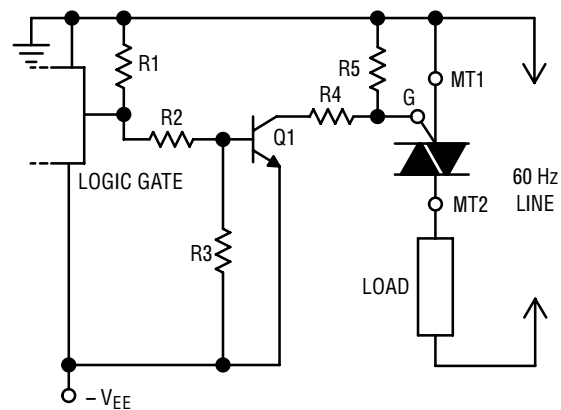 R1
R5
MT1
R4
G
R2
Q1
LOGIC GATE
60 Hz
LINE
MT2
R3
LOAD
– VEE